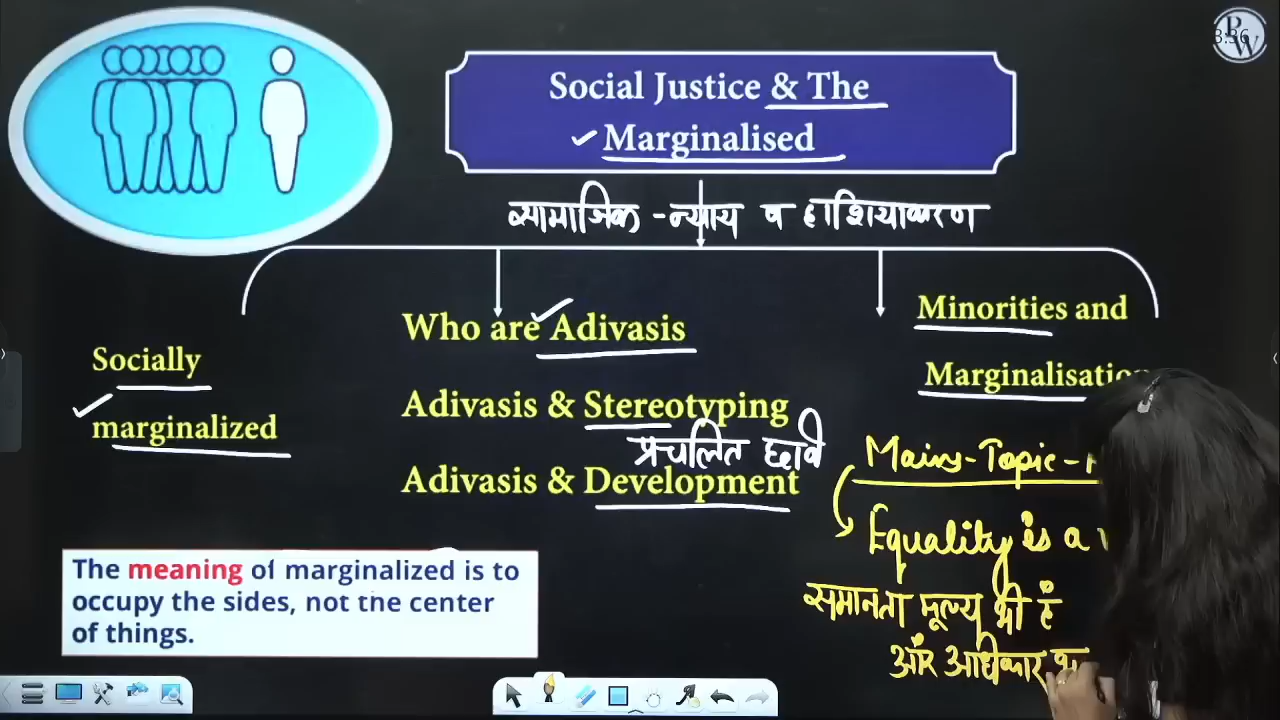 PW
Social Justice & The
Marginalised
सामाजिक - न्याय व हाशियाकरण
Socially
marginalized
Who are Adivasis
Adivasis & Stereotyping
प्रचलित छवि
Adivasis & Development
Minorities and
Marginalisation
Mains-Topic-
Equality is a
समानता मूल्य भी है
और अधिकार
The meaning of marginalized is to
occupy the sides, not the center
of things.